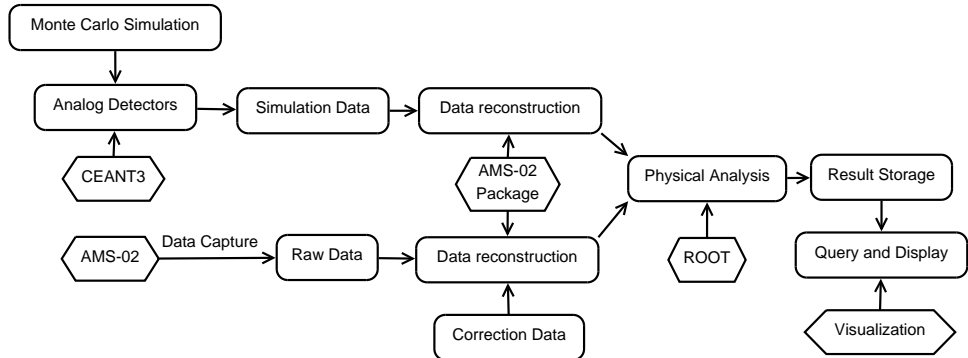 Monte Carlo Simulation
Analog Detectors
Simulation Data
Data reconstruction
CEANT3
AMS-02
Package
Physical Analysis
Result Storage
AMS-02
Data Capture
Raw Data
Data reconstruction
ROOT
Query and Display
Correction Data
Visualization